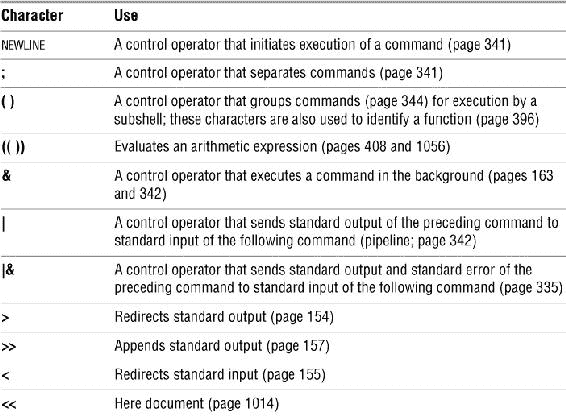 Character Use
NEWLINE A control operator that initiates execution of a command (page 341)
; A control operator that separates commands (page 341)
( ) A control operator that groups commands (page 344) for execution by a
subshell; these characters are also used to identify a function (page 396)
(( )) Evaluates an arithmetic expression (pages 408 and 1056)
& A control operator that executes a command in the background (pages 163
and 342)
| A control operator that sends standard output of the preceding command to
standard input of the following command (pipeline; page 342)
|& A control operator that sends standard output and standard error of the
preceding command to standard input of the following command (page 335)
> Redirects standard output (page 154)
>> Appends standard output (page 157)
< Redirects standard input (page 155)
<< Here document (page 1014)